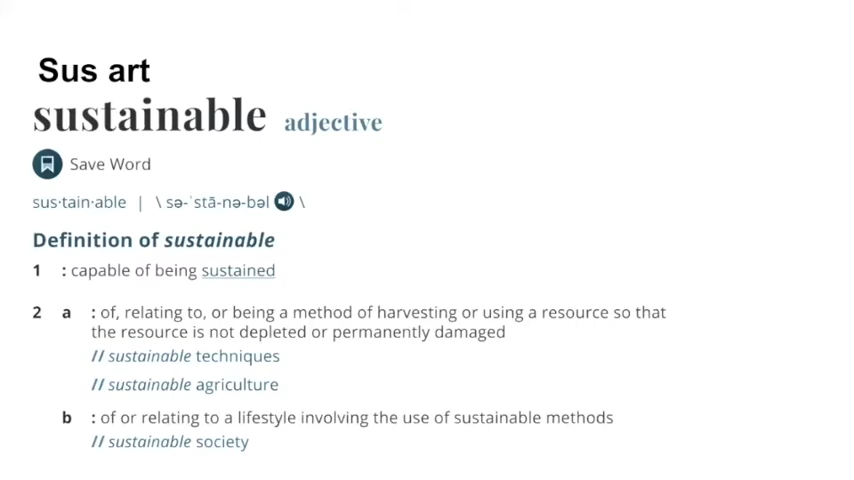 Sus art
sustainable adjective
Save Word
sus·tain·able | \ sə-ˈstā-nə-bəl \
Definition of sustainable
1 : capable of being sustained
2 a : of, relating to, or being a method of harvesting or using a resource so that
the resource is not depleted or permanently damaged
// sustainable techniques
// sustainable agriculture
b : of or relating to a lifestyle involving the use of sustainable methods
// sustainable society